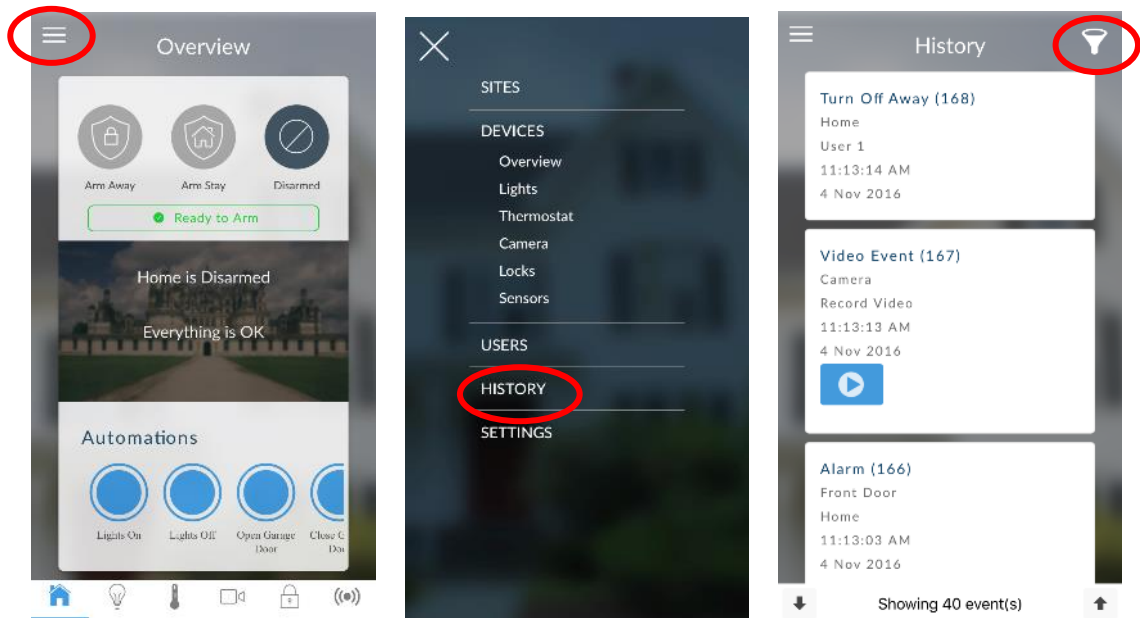 Overview
Arm Away
Arm Stay
Disarmed
Ready to Arm
Home is Disarmed
Everything is OK
Automations
Lights On
Lights Off
Open Garage
Door
Close G
Do
SITES
DEVICES
Overview
Lights
Thermostat
Camera
Locks
Sensors
USERS
HISTORY
SETTINGS
History
Turn Off Away (168)
Home
User 1
11:13:14 AM
4 Nov 2016
Video Event (167)
Camera
Record Video
11:13:13 AM
4 Nov 2016
Alarm (166)
Front Door
Home
11:13:03 AM
4 Nov 2016
Showing 40 event(s)